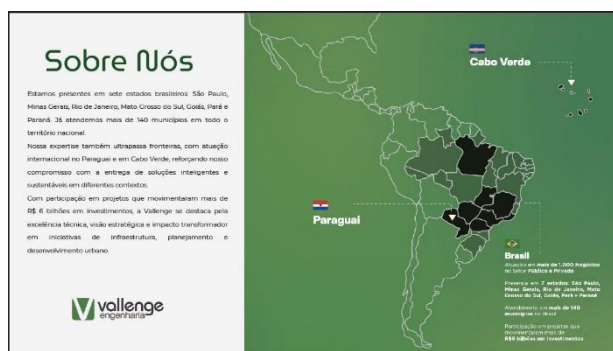 Sobre Nós
Estamos presentes em sete estados brasileiros: São Paulo,
Minas Gerais, Rio de Janeiro, Mato Grosso do Sul, Goiás, Pará e
Paraná. Já atendemos mais de 140 municípios em todo o
território nacional.
Nossa expertise também ultrapassa fronteiras, com atuação
internacional no Paraguai e em Cabo Verde, reforçando nosso
compromisso com a entrega de soluções inteligentes e
sustentáveis em diferentes contextos.
Com participação em projetos que movimentaram mais de
R$ 6 bilhões em investimentos, a Vallenge se destaca pela
excelência técnica, visão estratégica e impacto transformador
em iniciativas de infraestrutura, planejamento e
desenvolvimento urbano.
vallenge
engenharia
Cabo Verde
Paraguai
Brasil
Atuação em mais de 1.000 Negócios
no Setor Público e Privado
Presença em 7 estados: São Paulo,
Minas Gerais, Rio de Janeiro, Mato
Grosso do Sul, Goiás, Pará e Paraná
Atendimento em mais de 140
municípios no Brasil
Participação em projetos que
movimentaram mais de
R$6 bilhões em investimentos